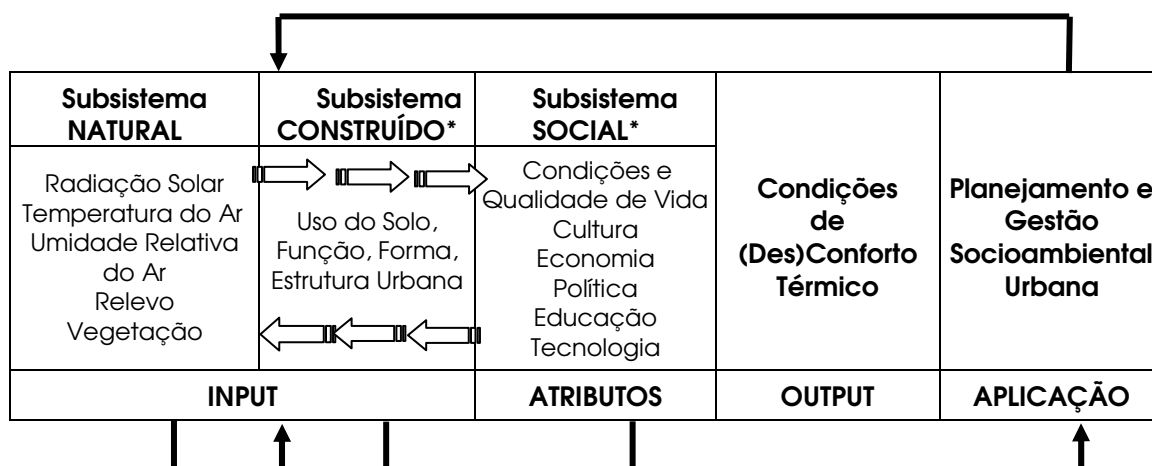 Subsistema
NATURAL
Subsistema
CONSTRUÍDO*
Subsistema
SOCIAL*
Radiação Solar
Temperatura do Ar
Umidade Relativa
do Ar
Relevo
Vegetação
Uso do Solo,
Função, Forma,
Estrutura Urbana
Condições e
Qualidade de Vida
Cultura
Economia
Política
Educação
Tecnologia
Condições
de
(Des)Conforto
Térmico
Planejamento e
Gestão
Socioambiental
Urbana
INPUT
ATRIBUTOS
OUTPUT
APLICAÇÃO